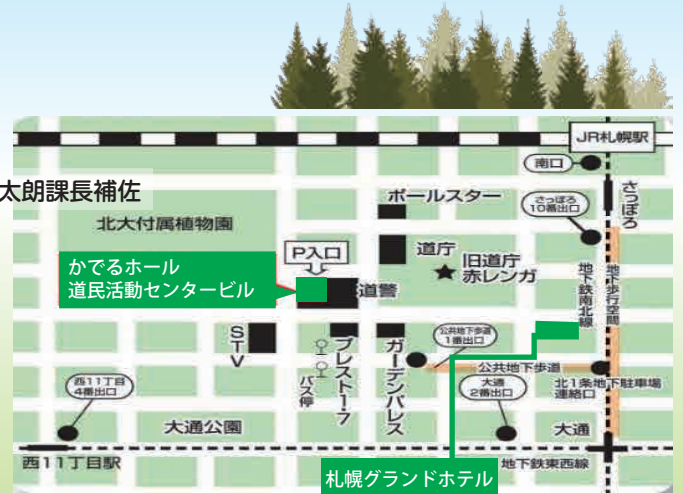 JR札幌駅
南口
太朗課長補佐
ポールスター
さっぽろ
10番出口
さっぽろ
北大付属植物園
P入口
道庁
旧道庁
赤レンガ
かでるホール
道民活動センタービル
道警
地下鉄南北線
地下歩行空間
STV
バス停
プレスト1・7
ガーデンパレス
公共地下歩道
1番出口
公共地下歩道
西11丁目
4番出口
大通
2番出口
北1条地下駐車場
連絡口
大通公園
大通
西11丁目駅
地下鉄東西線
札幌グランドホテル